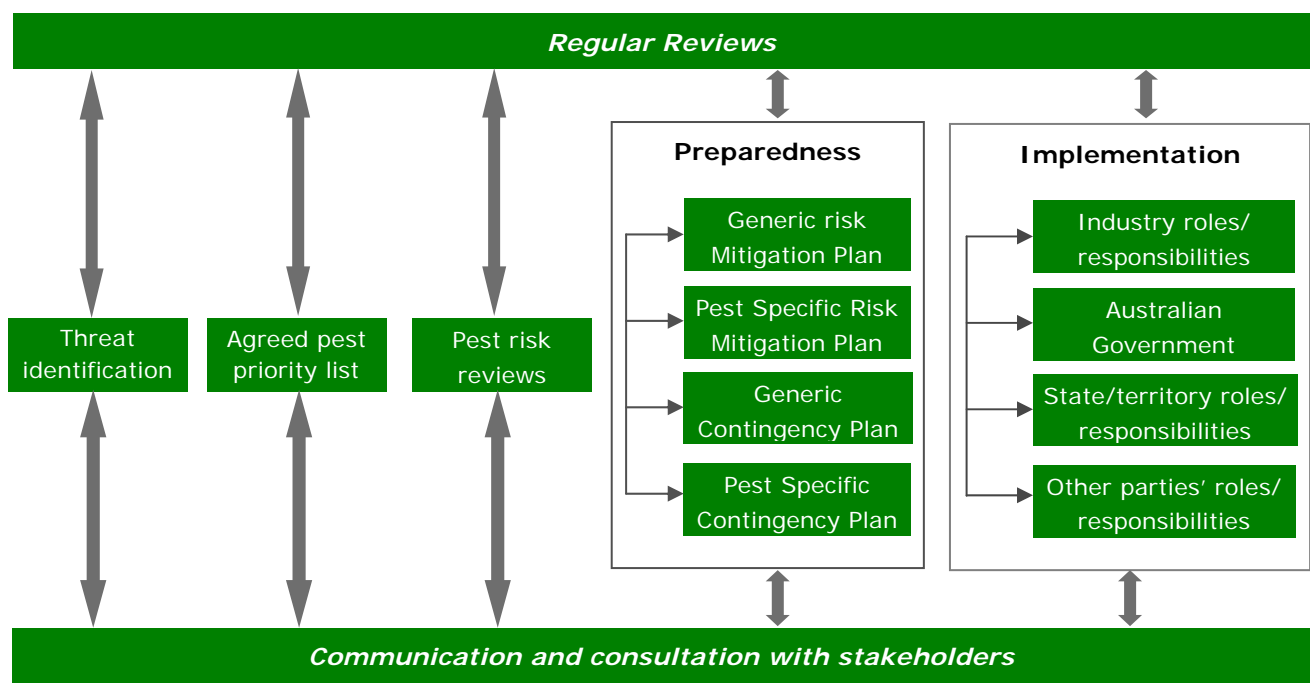 Regular Reviews
Threat
identification
Agreed pest
priority list
Pest risk
reviews
Preparedness
Generic risk
Mitigation Plan
Pest Specific Risk
Mitigation Plan
Generic
Contingency Plan
Pest Specific
Contingency Plan
Implementation
Industry roles/
responsibilities
Australian
Government
State/territory roles/
responsibilities
Other parties’ roles/
responsibilities
Communication and consultation with stakeholders